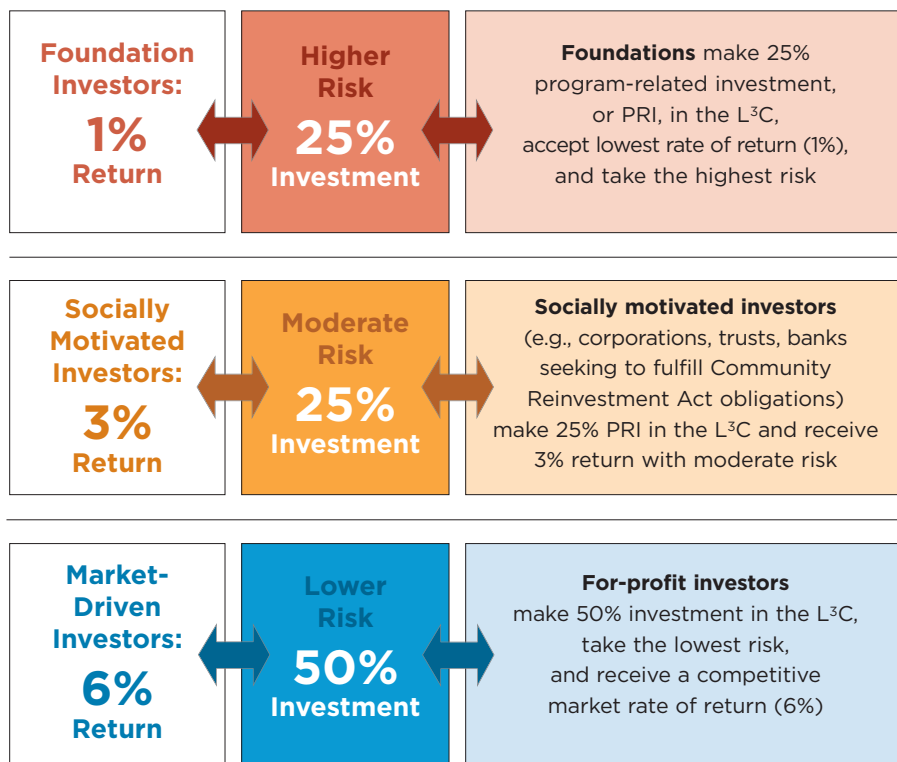 Foundation
Investors:
1%
Return
Higher
Risk
25%
Investment
Foundations make 25%
program-related investment,
or PRI, in the L³C,
accept lowest rate of return (1%),
and take the highest risk
Socially
Motivated
Investors:
3%
Return
Moderate
Risk
25%
Investment
Socially motivated investors
(e.g., corporations, trusts, banks
seeking to fulfill Community
Reinvestment Act obligations)
make 25% PRI in the L³C and receive
3% return with moderate risk
Market-
Driven
Investors:
6%
Return
Lower
Risk
50%
Investment
For-profit investors
make 50% investment in the L³C,
take the lowest risk,
and receive a competitive
market rate of return (6%)